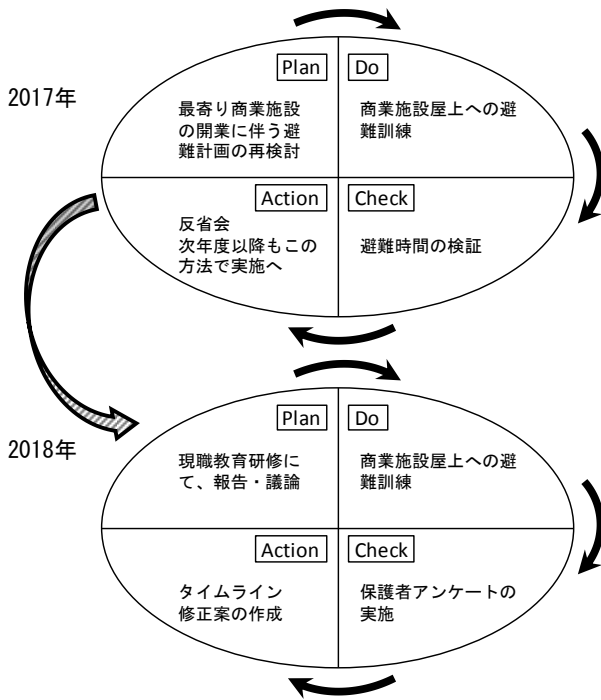 2017年
Plan
最寄り商業施設
の開業に伴う避
難計画の再検討
Do
商業施設屋上への避
難訓練
Action
反省会
次年度以降もこの
方法で実施へ
Check
避難時間の検証
2018年
Plan
現職教育研修に
て、報告・議論
Do
商業施設屋上への避
難訓練
Action
タイムライン
修正案の作成
Check
保護者アンケートの
実施